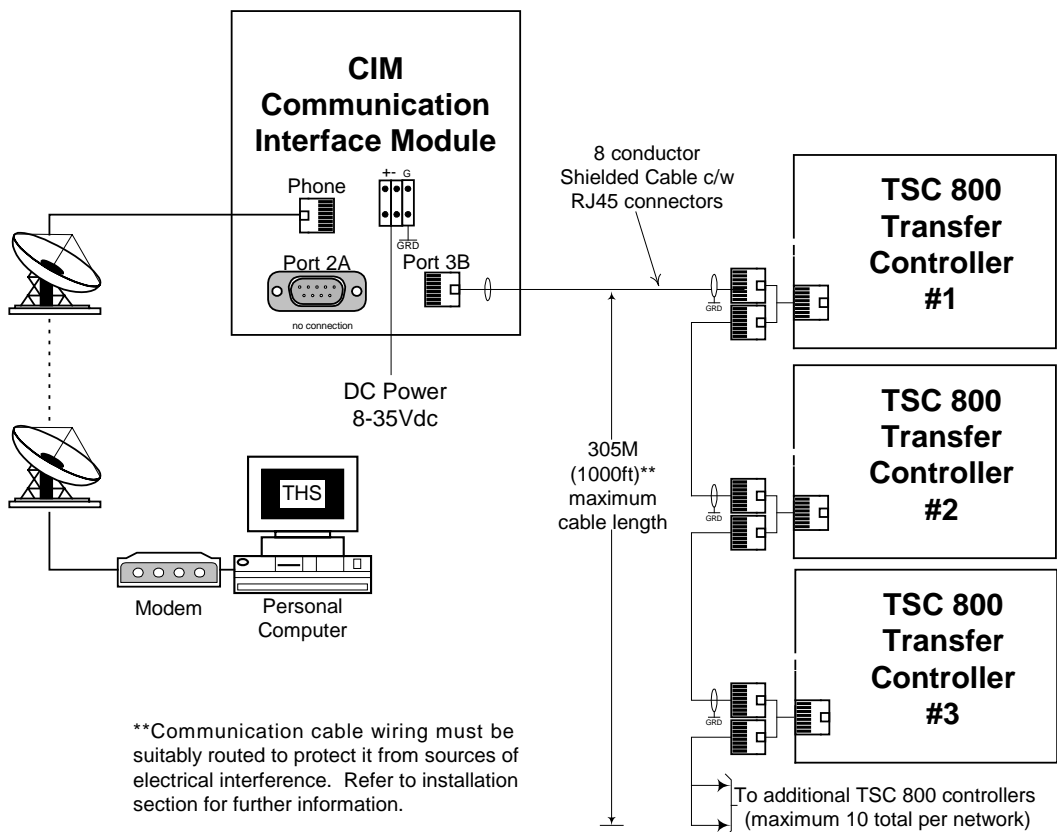 CIM
Communication
Interface Module
Phone
+- G
GRD
Port 2A
Port 3B
no connection
DC Power
8-35Vdc
8 conductor
Shielded Cable c/w
RJ45 connectors
TSC 800
Transfer
Controller
#1
GRD
305M
(1000ft)**
maximum
cable length
TSC 800
Transfer
Controller
#2
GRD
THS
Modem
Personal
Computer
TSC 800
Transfer
Controller
#3
GRD
**Communication cable wiring must be
suitably routed to protect it from sources of
electrical interference. Refer to installation
section for further information.
To additional TSC 800 controllers
(maximum 10 total per network)